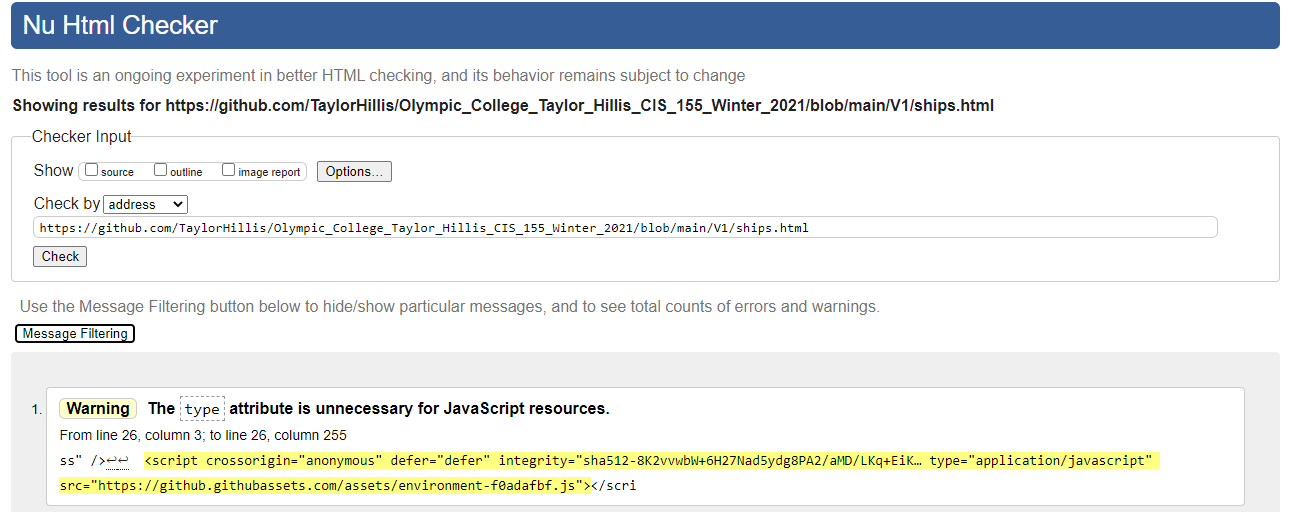 Nu Html Checker
This tool is an ongoing experiment in better HTML checking, and its behavior remains subject to change
Showing results for https://github.com/TaylorHillis/Olympic_College_Taylor_Hillis_CIS_155_Winter_2021/blob/main/V1/ships.html
Checker Input
Show source outline image report Options...
Check by address
https://github.com/TaylorHillis/Olympic_College_Taylor_Hillis_CIS_155_Winter_2021/blob/main/V1/ships.html
Check
Use the Message Filtering button below to hide/show particular messages, and to see total counts of errors and warnings.
Message Filtering
1. Warning The type attribute is unnecessary for JavaScript resources.
From line 26, column 3; to line 26, column 255
ss" />↩↩ <script crossorigin="anonymous" defer="defer" integrity="sha512-8K2vvwbW+6H27Nad5ydg8PA2/aMD/LKq+EiK… type="application/javascript"
src="https://github.githubassets.com/assets/environment-f0adafbf.js"></scri